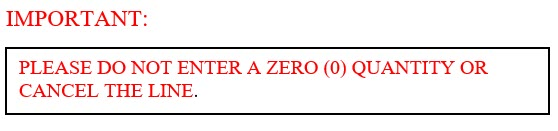 IMPORTANT:
PLEASE DO NOT ENTER A ZERO (0) QUANTITY OR
CANCEL THE LINE.